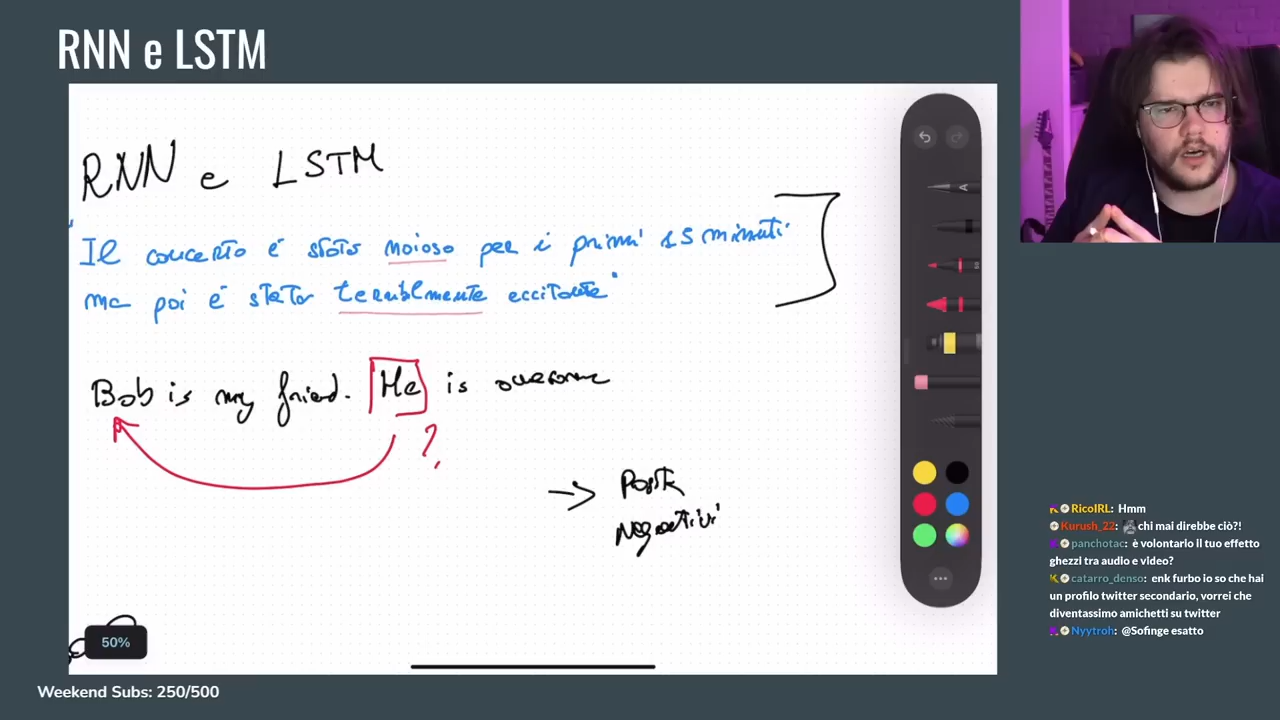 RNN e LSTM
RNN e LSTM
"Il concerto è stato noioso per i primi 15 minuti
ma poi è stato terriblmente eccitante"
Bob is my friend. He is awesome
?
→ Positi
Negativi
50%
Weekend Subs: 250/500
RicoIRL: Hmm
Kurush_22: chi mai direbbe ciò?!
panchotac: è volontario il tuo effetto
ghezzi tra audio e video?
catarro_denso: enk furbo io so che hai
un profilo twitter secondario, vorrei che
diventassimo amichetti su twitter
Nyytroh: @Sofinge esatto